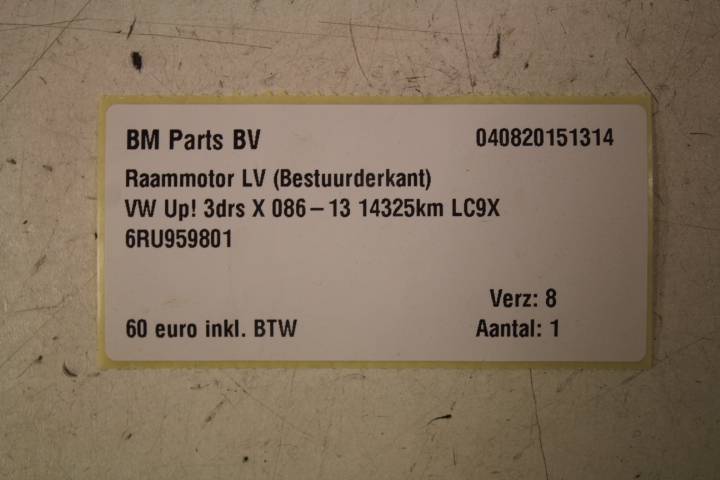 BM Parts BV 040820151314
Raammotor LV (Bestuurderkant)
VW Up! 3drs X 086-13 14325km LC9X
6RU959801
Verz: 8
60 euro inkl. BTW Aantal: 1